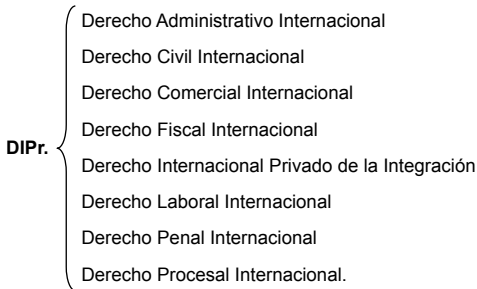 Derecho Administrativo Internacional
Derecho Civil Internacional
Derecho Comercial Internacional
Derecho Fiscal Internacional
DIPr.
Derecho Internacional Privado de la Integración
Derecho Laboral Internacional
Derecho Penal Internacional
Derecho Procesal Internacional.